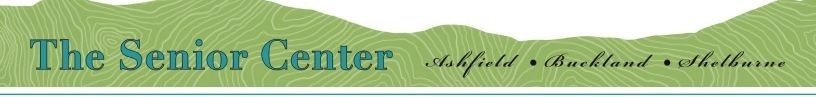 The Senior Center Ashfield • Buckland • Shelburne